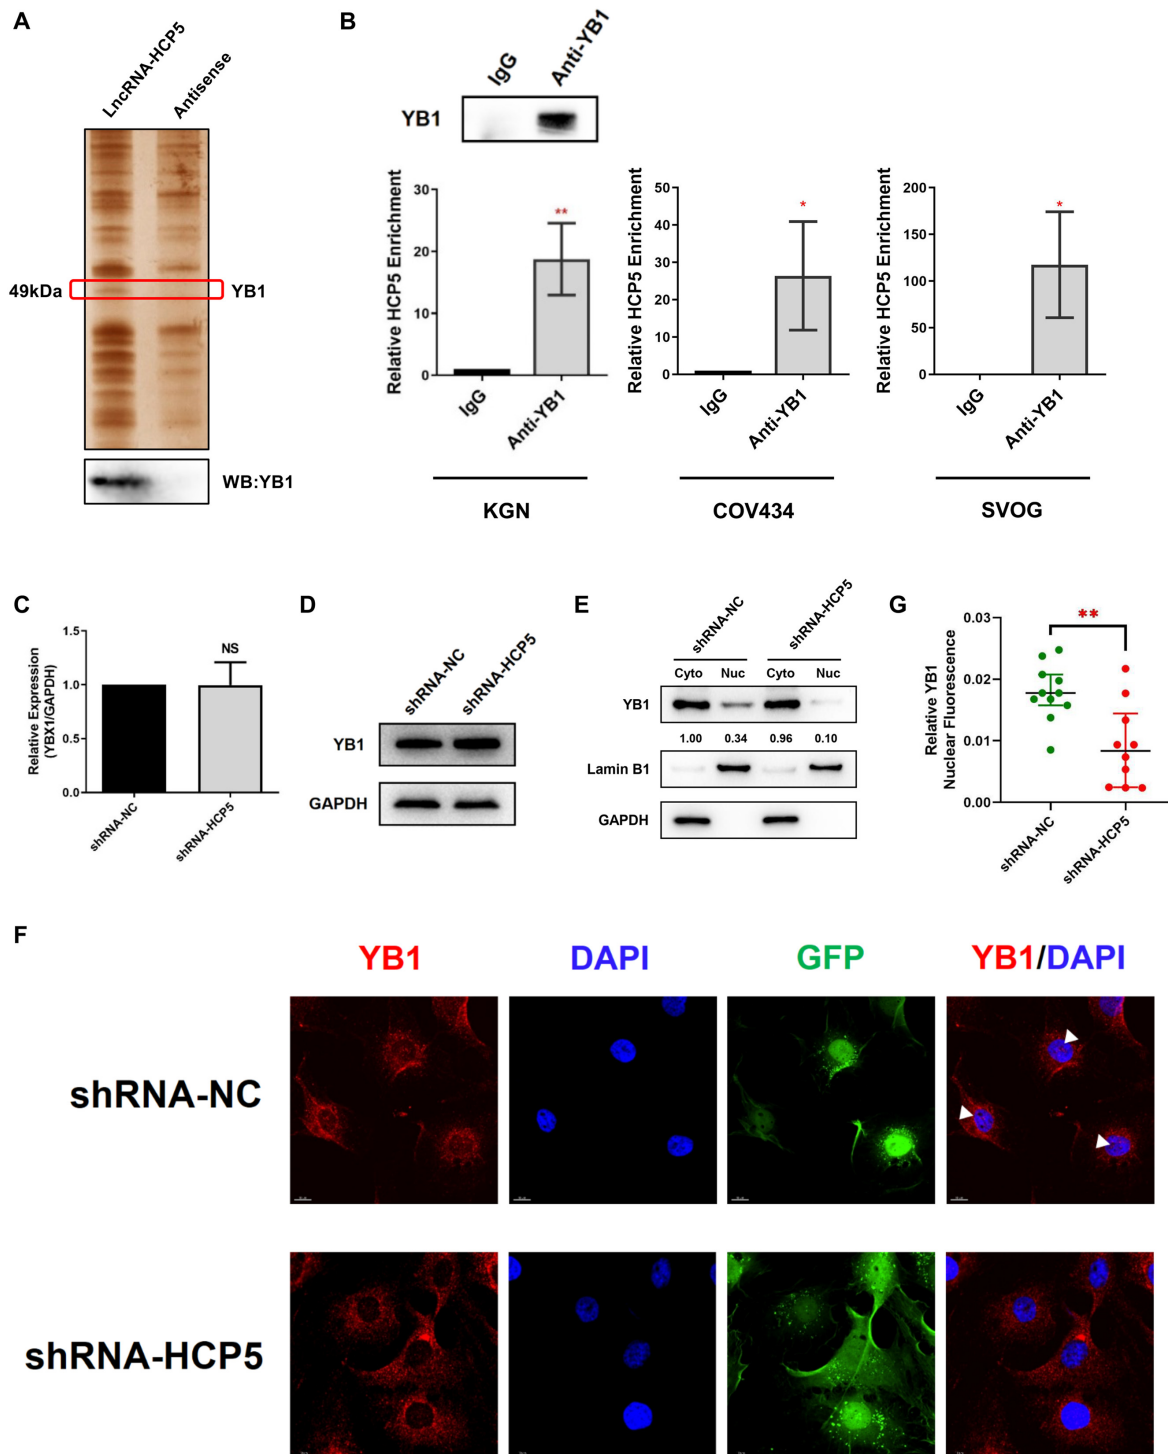 A
LncRNA-HCP5
Antisense
49kDa
YB1
WB:YB1
B
IgG
Anti-YB1
YB1
Relative HCP5 Enrichment
30
20
10
0
**
IgG
Anti-YB1
KGN
Relative HCP5 Enrichment
50
40
30
20
10
0
*
IgG
Anti-YB1
COV434
Relative HCP5 Enrichment
200
150
100
50
0
*
IgG
Anti-YB1
SVOG
C
Relative Expression
(YBX1/GAPDH)
1.5
1.0
0.5
0.0
NS
shRNA-NC
shRNA-HCP5
D
shRNA-NC
shRNA-HCP5
YB1
GAPDH
E
shRNA-NC
shRNA-HCP5
Cyto Nuc Cyto Nuc
YB1
1.00 0.34 0.96 0.10
Lamin B1
GAPDH
G
Relative YB1
Nuclear Fluorescence
0.03
0.02
0.01
0.00
**
shRNA-NC
shRNA-HCP5
F
YB1 DAPI GFP YB1/DAPI
shRNA-NC
shRNA-HCP5